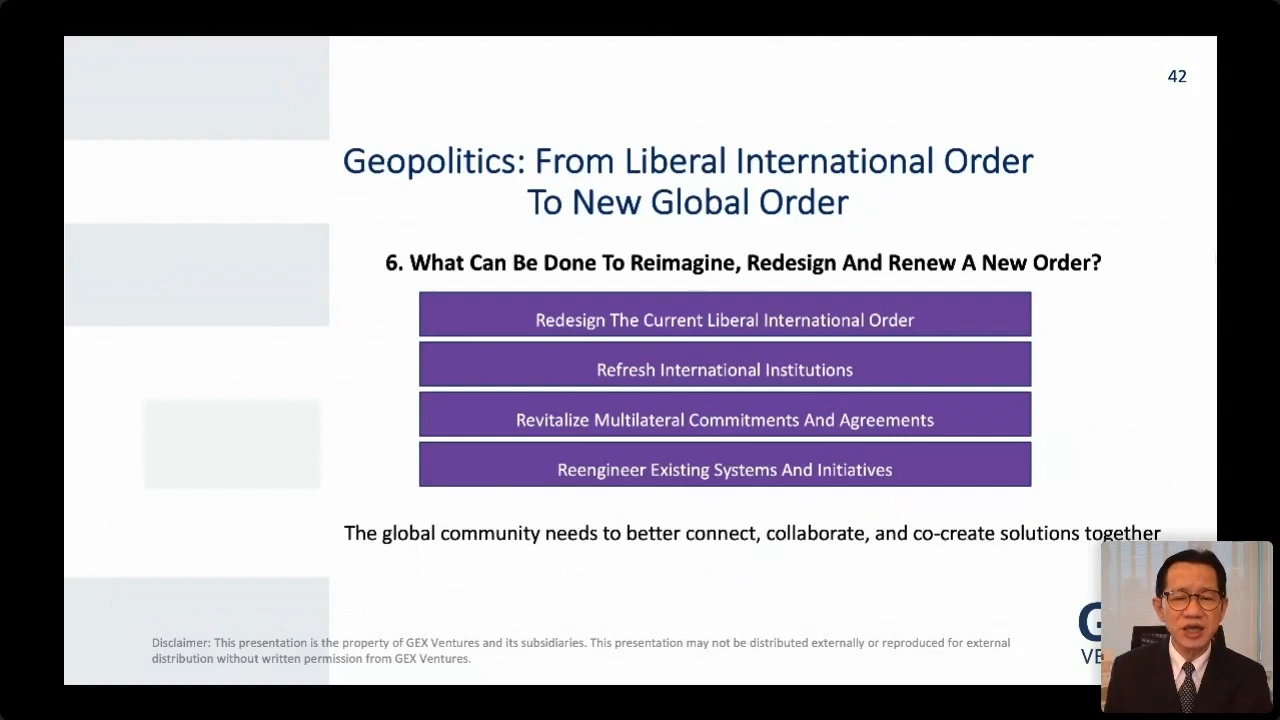 42
Geopolitics: From Liberal International Order
To New Global Order
6. What Can Be Done To Reimagine, Redesign And Renew A New Order?
Redesign The Current Liberal International Order
Refresh International Institutions
Revitalize Multilateral Commitments And Agreements
Reengineer Existing Systems And Initiatives
The global community needs to better connect, collaborate, and co-create solutions together
Disclaimer: This presentation is the property of GEX Ventures and its subsidiaries. This presentation may not be distributed externally or reproduced for external
distribution without written permission from GEX Ventures.